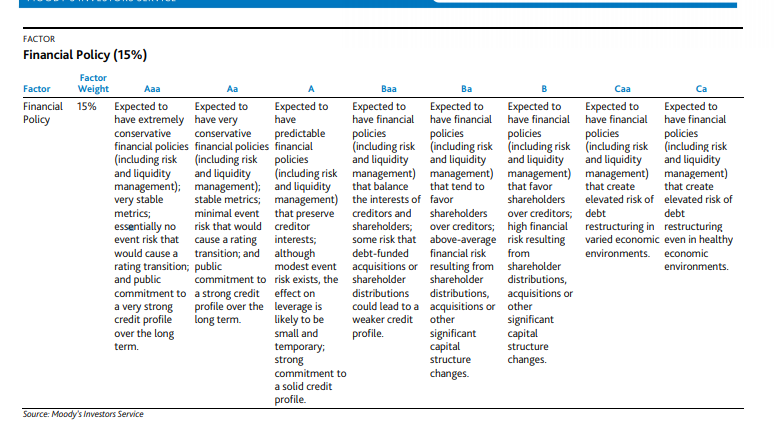 MOODY'S INVESTORS SERVICE
FACTOR
Financial Policy (15%)
Factor
Factor
Weight
Aaa
Aa
A
Baa
Ba
B
Caa
Ca
Financial
Policy
15%
Expected to
have extremely
conservative
financial policies
(including risk
and liquidity
management);
very stable
metrics;
essentially no
event risk that
would cause a
rating transition;
and public
commitment to
a very strong
credit profile
over the long
term.
Expected to
have very
conservative
financial policies
(including risk
and liquidity
management);
stable metrics;
minimal event
risk that would
cause a rating
transition; and
public
commitment to
a strong credit
profile over the
long term.
Expected to
have
predictable
financial
policies
(including risk
and liquidity
management)
that preserve
creditor
interests;
although
modest event
risk exists, the
effect on
leverage is
likely to be
small and
temporary;
strong
commitment to
a solid credit
profile.
Expected to
have financial
policies
(including risk
and liquidity
management)
that balance
the interests of
creditors and
shareholders;
some risk that
debt-funded
acquisitions or
shareholder
distributions
could lead to a
weaker credit
profile.
Expected to
have financial
policies
(including risk
and liquidity
management)
that tend to
favor
shareholders
over creditors;
above-average
financial risk
resulting from
shareholder
distributions,
acquisitions or
other
significant
capital
structure
changes.
Expected to
have financial
policies
(including risk
and liquidity
management)
that favor
shareholders
over creditors;
high financial
risk resulting
from
shareholder
distributions,
acquisitions or
other
significant
capital
structure
changes.
Expected to
have financial
policies
(including risk
and liquidity
management)
that create
elevated risk of
debt
restructuring in
varied economic
environments.
Expected to
have financial
policies
(including risk
and liquidity
management)
that create
elevated risk of
debt
restructuring
even in healthy
economic
environments.
Source: Moody's Investors Service